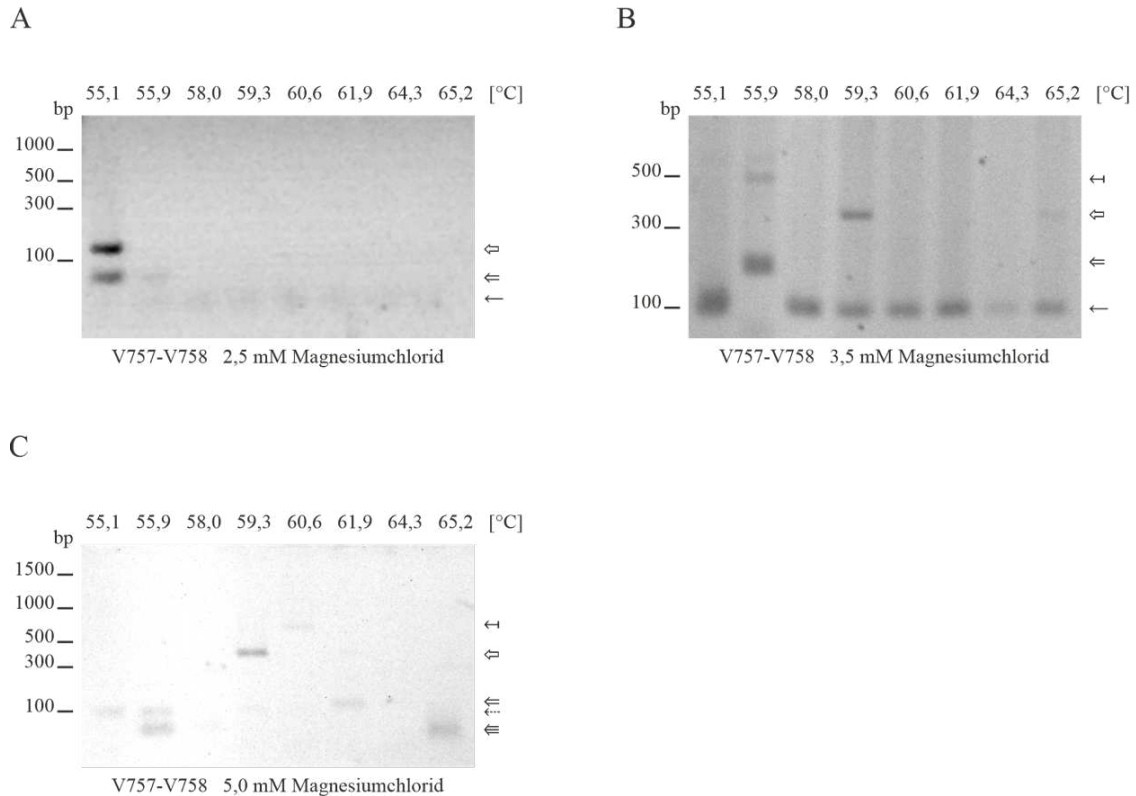 A
55,1 55,9 58,0 59,3 60,6 61,9 64,3 65,2 [°C]
bp
1000
500
300
100
V757-V758 2,5 mM Magnesiumchlorid
B
55,1 55,9 58,0 59,3 60,6 61,9 64,3 65,2 [°C]
bp
500
300
100
V757-V758 3,5 mM Magnesiumchlorid
C
55,1 55,9 58,0 59,3 60,6 61,9 64,3 65,2 [°C]
bp
1500
1000
500
300
100
V757-V758 5,0 mM Magnesiumchlorid